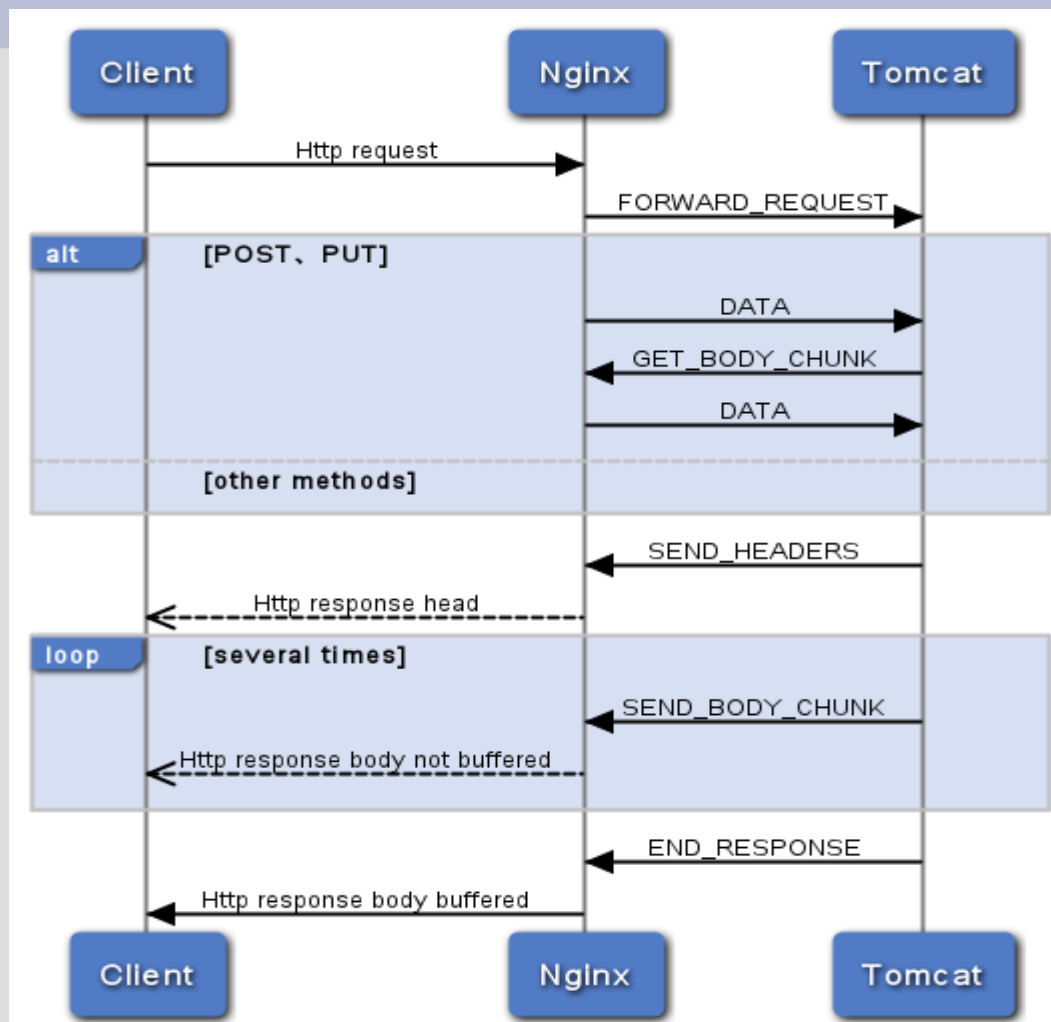 Client Nginx Tomcat
Http request
FORWARD_REQUEST
alt [POST、PUT]
DATA
GET_BODY_CHUNK
DATA
[other methods]
SEND_HEADERS
Http response head
loop [several times]
SEND_BODY_CHUNK
Http response body not buffered
END_RESPONSE
Http response body buffered
Client Nginx Tomcat